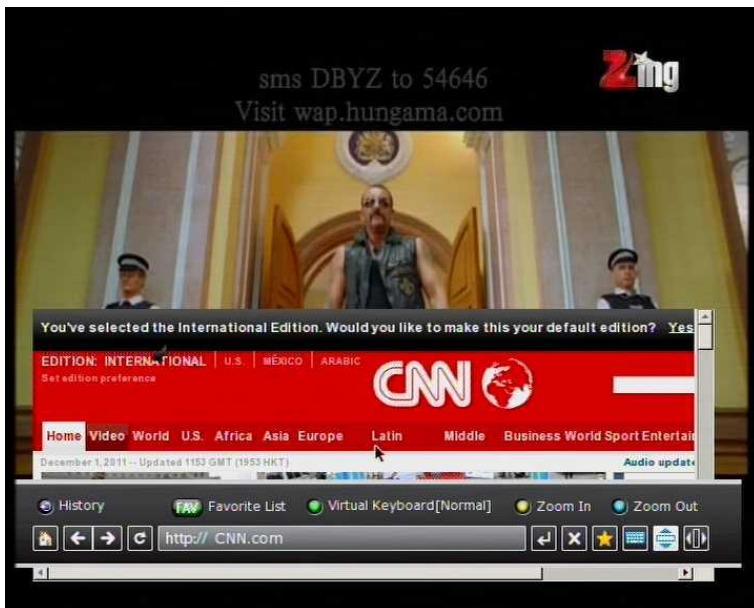 sms DBYZ to 54646
Zing
Visit wap.hungama.com
You've selected the International Edition. Would you like to make this your default edition? Yes
EDITION: INTERNATIONAL | U.S. | MÉXICO | ARABIC
Set edition preference
CNN
Home Video World U.S. Africa Asia Europe Latin Middle Business World Sport Entertai
December 1, 2011 -- Updated 1153 GMT (1953 HKT)
Audio update
History FAV Favorite List Virtual Keyboard[Normal] Zoom In Zoom Out
http:// CNN.com